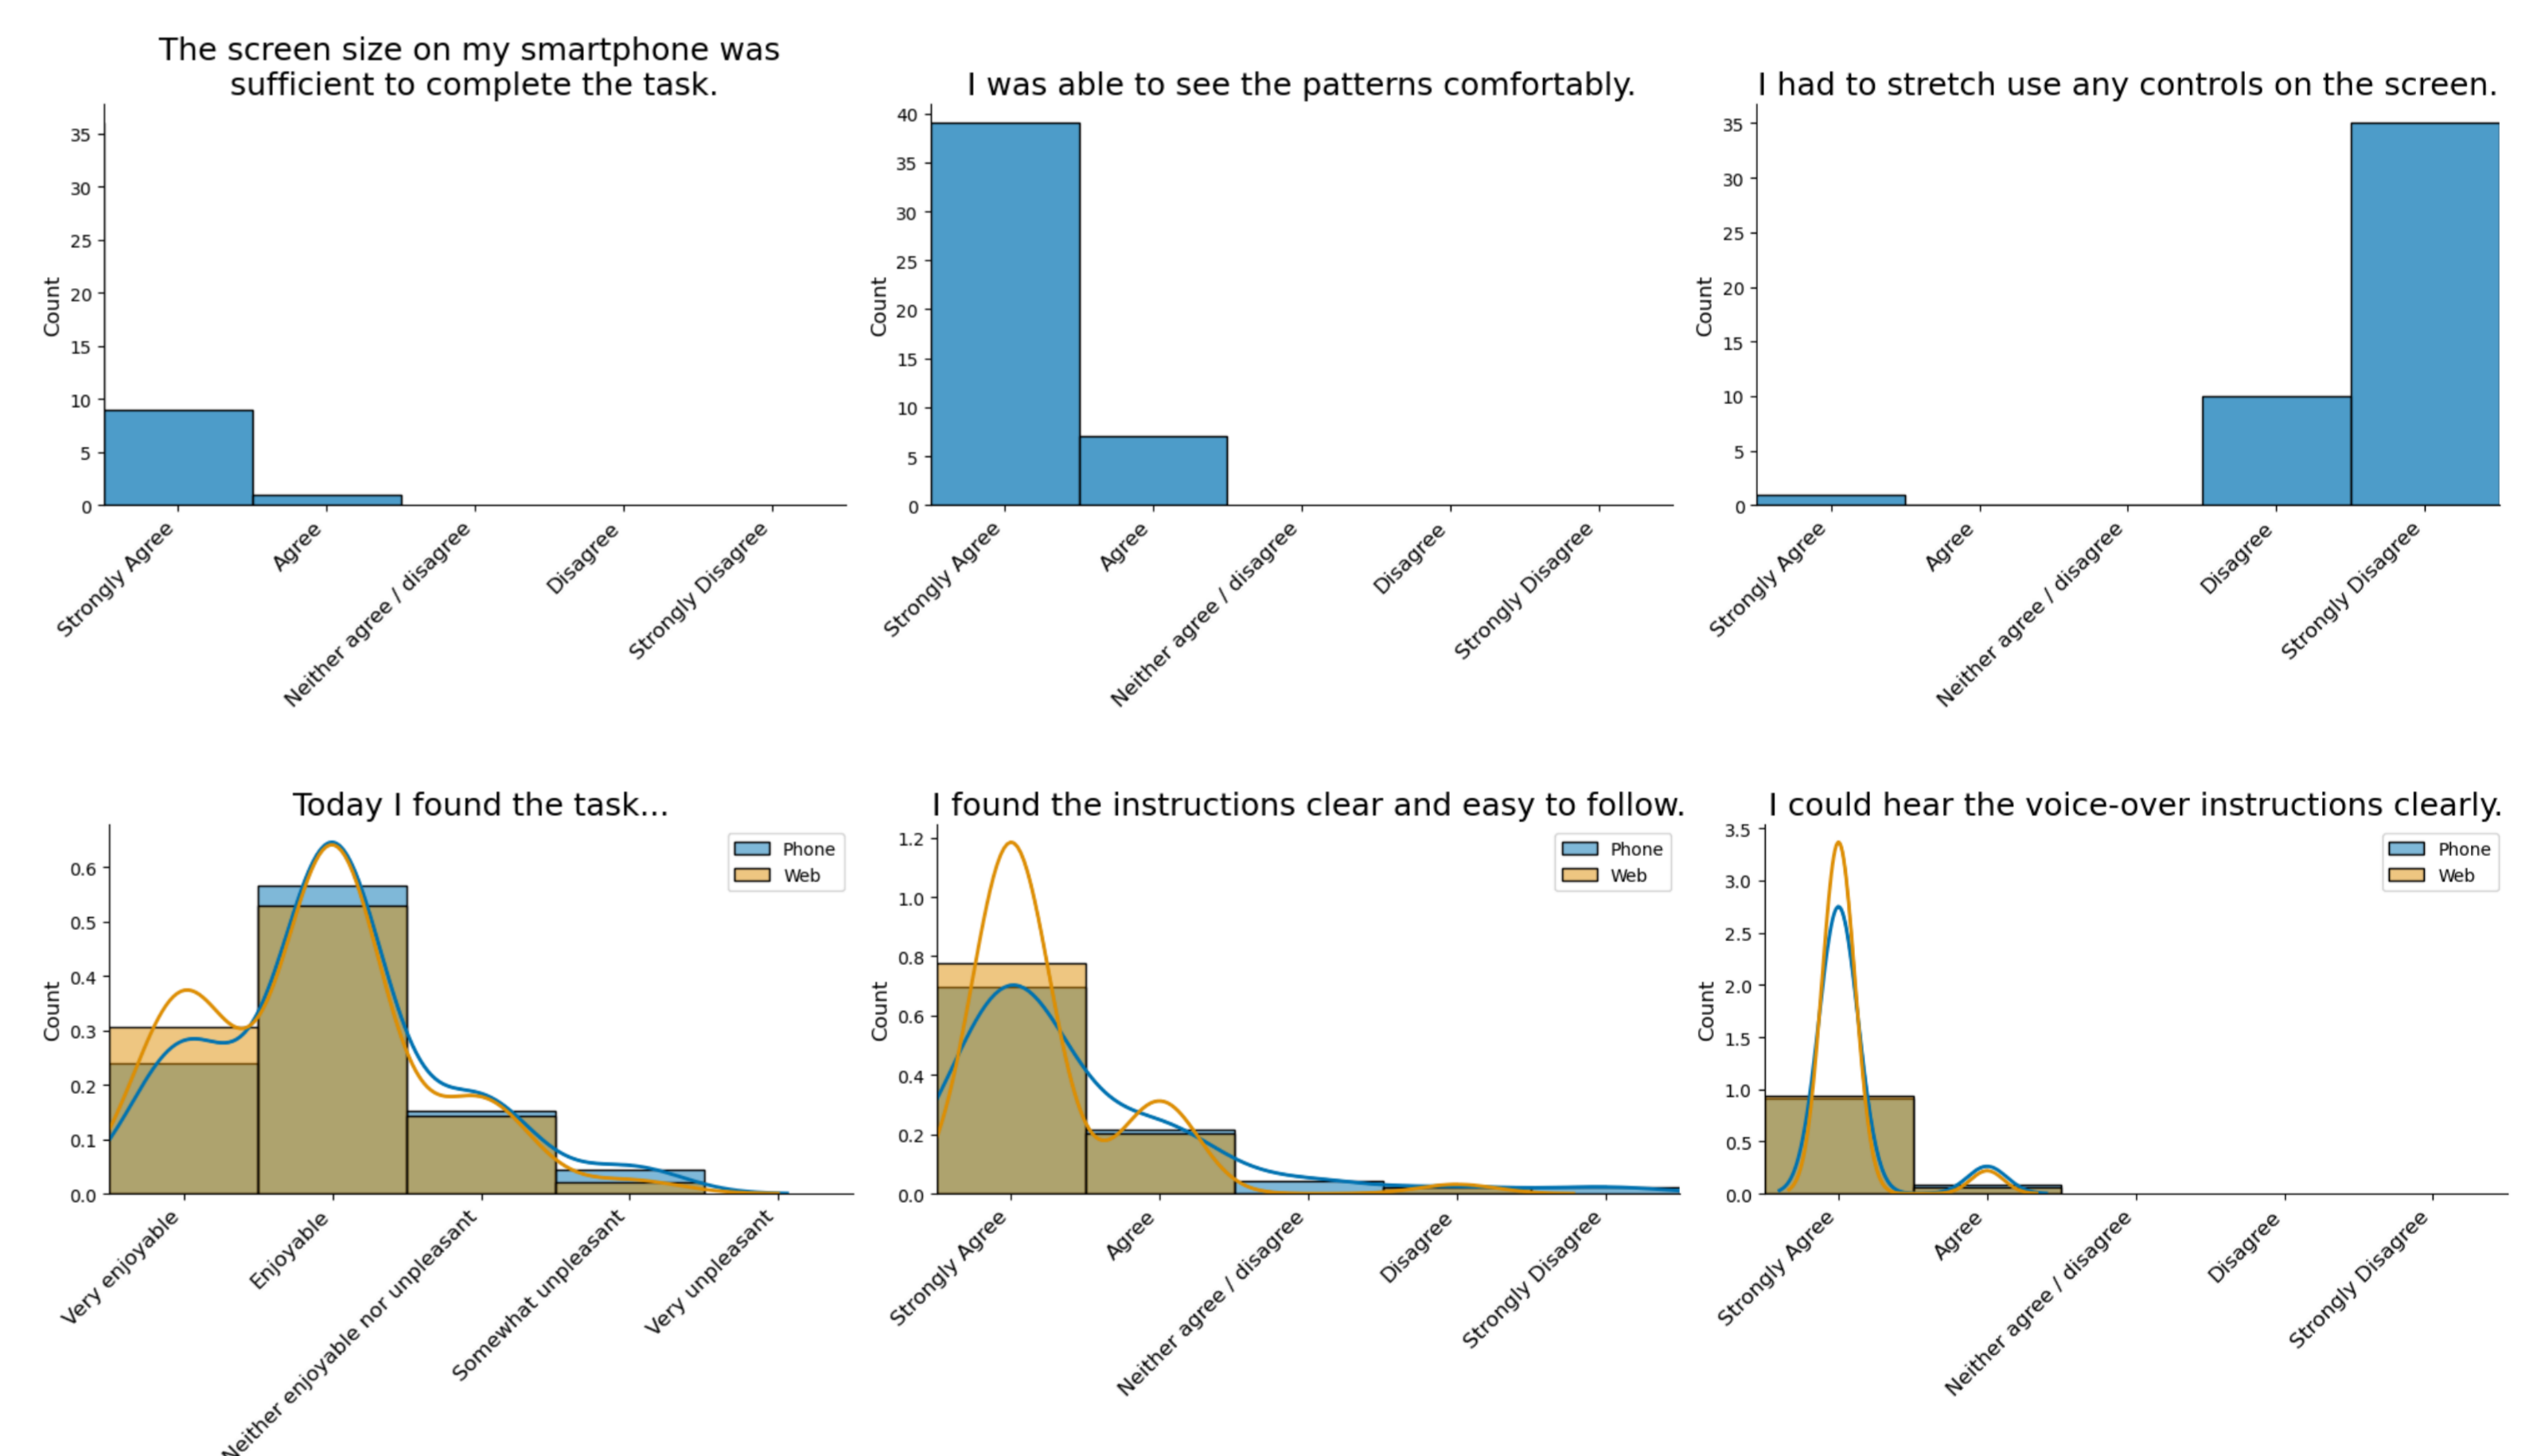 The screen size on my smartphone was
sufficient to complete the task.
35
30
25
20
15
10
5
0
Count
Strongly Agree
Agree
Neither agree / disagree
Disagree
Strongly Disagree
I was able to see the patterns comfortably.
40
35
30
25
20
15
10
5
0
Count
Strongly Agree
Agree
Neither agree / disagree
Disagree
Strongly Disagree
I had to stretch use any controls on the screen.
35
30
25
20
15
10
5
0
Count
Strongly Agree
Agree
Neither agree / disagree
Disagree
Strongly Disagree
Today I found the task...
Phone
Web
0.6
0.5
0.4
0.3
0.2
0.1
0.0
Count
Very enjoyable
Enjoyable
Neither enjoyable nor unpleasant
Somewhat unpleasant
Very unpleasant
I found the instructions clear and easy to follow.
Phone
Web
1.2
1.0
0.8
0.6
0.4
0.2
0.0
Count
Strongly Agree
Agree
Neither agree / disagree
Disagree
Strongly Disagree
I could hear the voice-over instructions clearly.
Phone
Web
3.5
3.0
2.5
2.0
1.5
1.0
0.5
0.0
Count
Strongly Agree
Agree
Neither agree / disagree
Disagree
Strongly Disagree